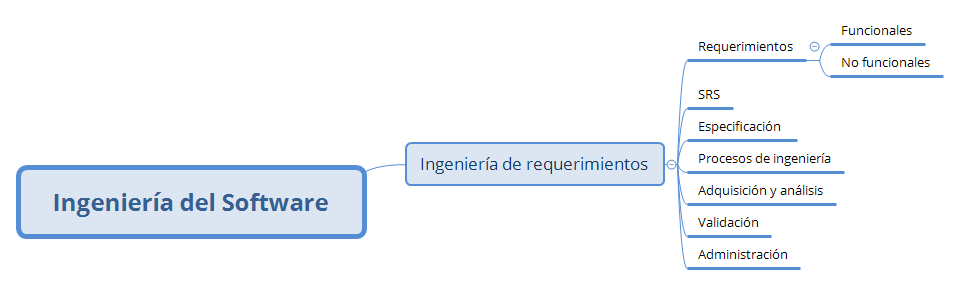 Ingeniería del Software
Ingeniería de requerimientos
Requerimientos
Funcionales
No funcionales
SRS
Especificación
Procesos de ingeniería
Adquisición y análisis
Validación
Administración